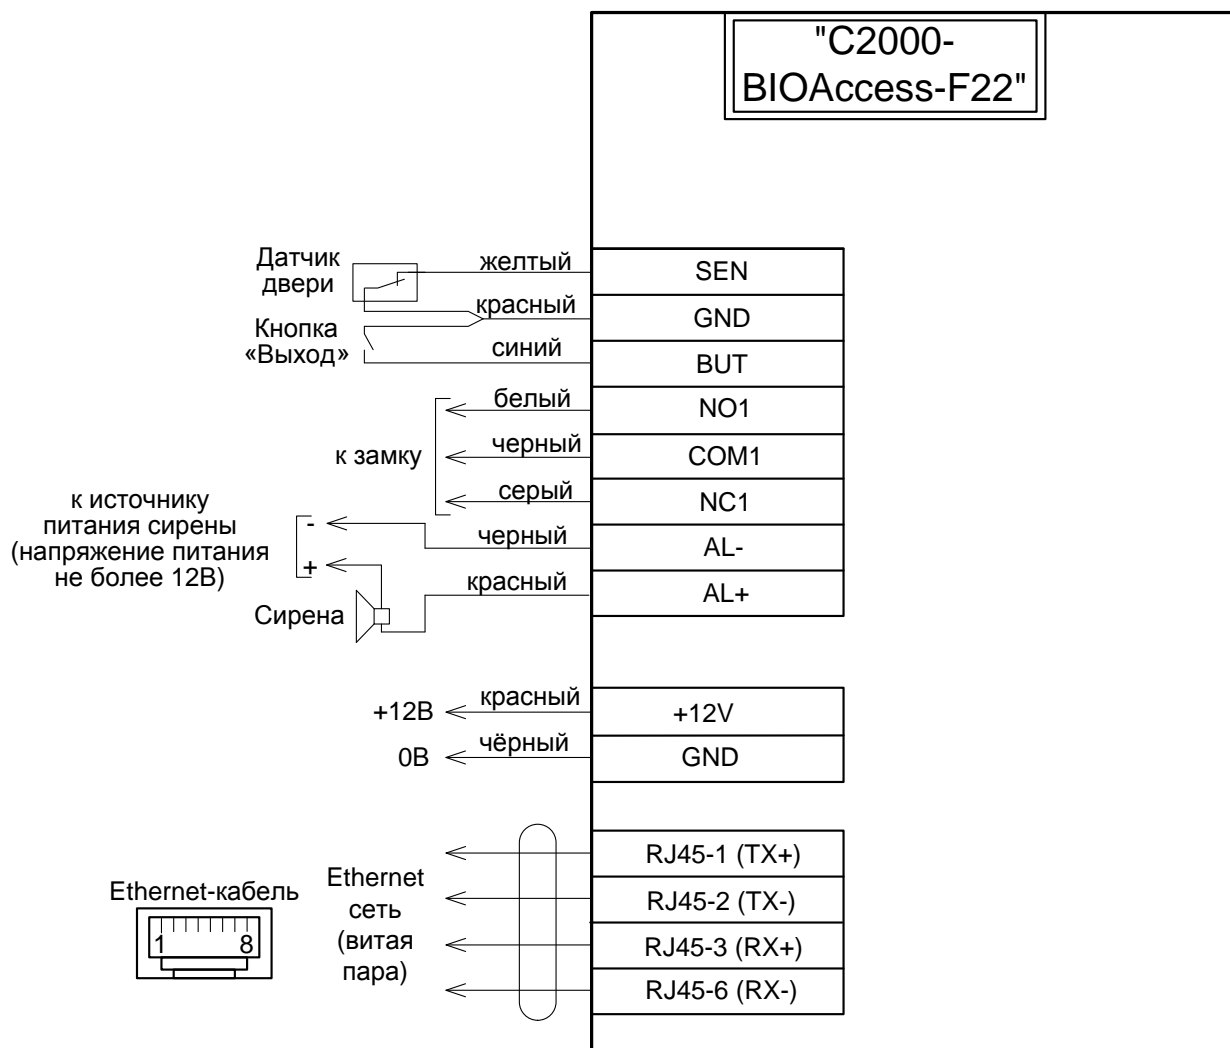 "С2000-
BIOAccess-F22"
Датчик
двери
желтый
SEN
красный
GND
Кнопка
«Выход»
синий
BUT
белый
NO1
к замку
черный
COM1
серый
NC1
к источнику
питания сирены
(напряжение питания
не более 12В)
-
+
черный
AL-
красный
AL+
Сирена
+12В
красный
+12V
0В
чёрный
GND
RJ45-1 (TX+)
RJ45-2 (TX-)
RJ45-3 (RX+)
RJ45-6 (RX-)
Ethernet
сеть
(витая
пара)
Ethernet-кабель
1 8